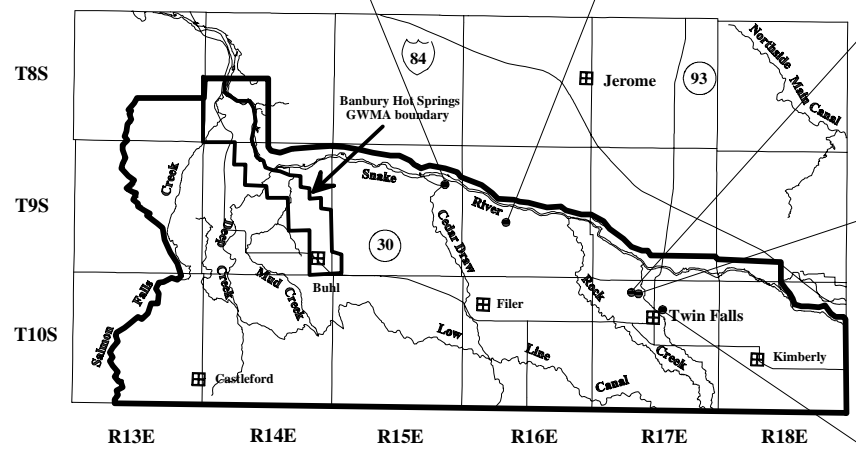 T8S
T9S
T10S
84
Jerome
93
Northside
Main Canal
Banbury Hot Springs
GWMA boundary
Creek
Snake
River
Deep
Creek
Cedar Draw
30
Mud Creek
Buhl
Filer
Rock
Creek
Twin Falls
Salmon
Falls
Low
Line
Canal
Kimberly
Castleford
R13E
R14E
R15E
R16E
R17E
R18E